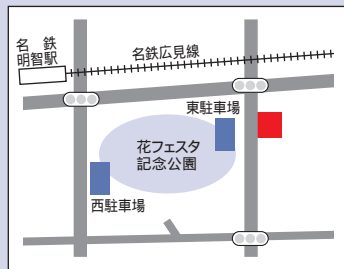 名　鉄
明智駅
名鉄広見線
東駐車場
花フェスタ
記念公園
西駐車場